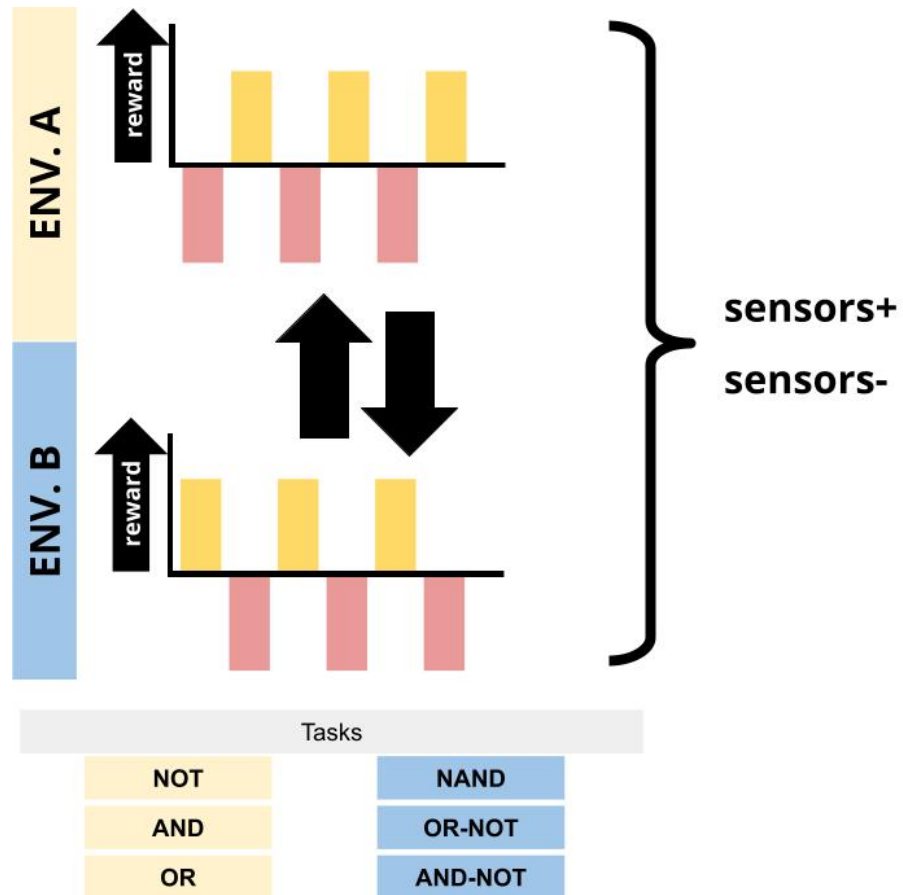 ENV. A
reward
sensors+
sensors-
ENV. B
reward
Tasks
NOT NAND
AND OR-NOT
OR AND-NOT